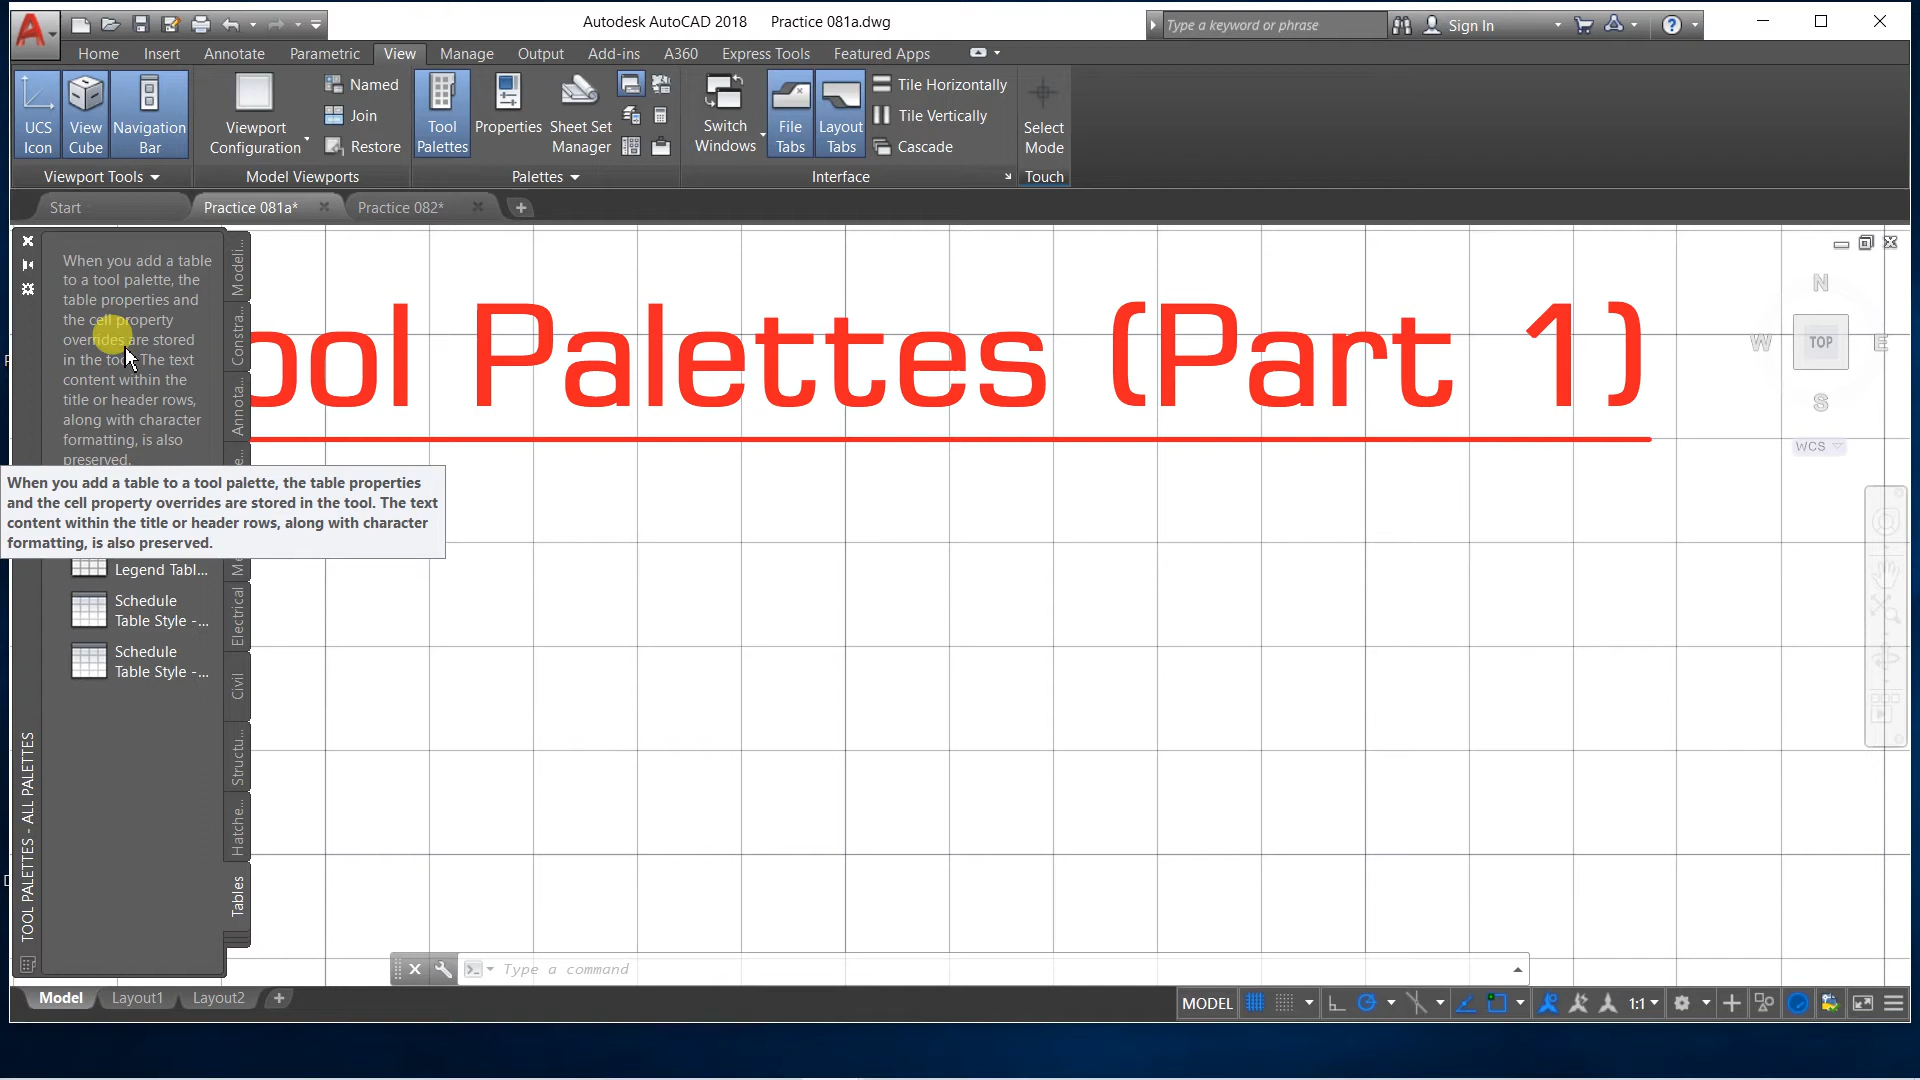 Autodesk AutoCAD 2018 Practice 081a.dwg
Type a keyword or phrase
Sign In
Home Insert Annotate Parametric View Manage Output Add-ins A360 Express Tools Featured Apps
UCS
Icon
View
Cube
Navigation
Bar
Viewport
Configuration
Named
Join
Restore
Tool
Palettes
Properties
Sheet Set
Manager
Switch
Windows
File
Tabs
Layout
Tabs
Tile Horizontally
Tile Vertically
Cascade
Select
Mode
Viewport Tools
Model Viewports
Palettes
Interface
Touch
Start
Practice 081a*
Practice 082*
When you add a table
to a tool palette, the
table properties and
the cell property
overrides are stored
in the tool. The text
content within the
title or header rows,
along with character
formatting, is also
preserved.
When you add a table to a tool palette, the table properties
and the cell property overrides are stored in the tool. The text
content within the title or header rows, along with character
formatting, is also preserved.
Legend Tabl...
Schedule
Table Style -...
Schedule
Table Style -...
Modeli...
Constra...
Annota...
Electrical
Civil
Structu...
Hatche...
Tables
TOOL PALETTES - ALL PALETTES
ool Palettes (Part 1)
N
W
TOP
E
S
WCS
Type a command
Model
Layout1
Layout2
MODEL
1:1